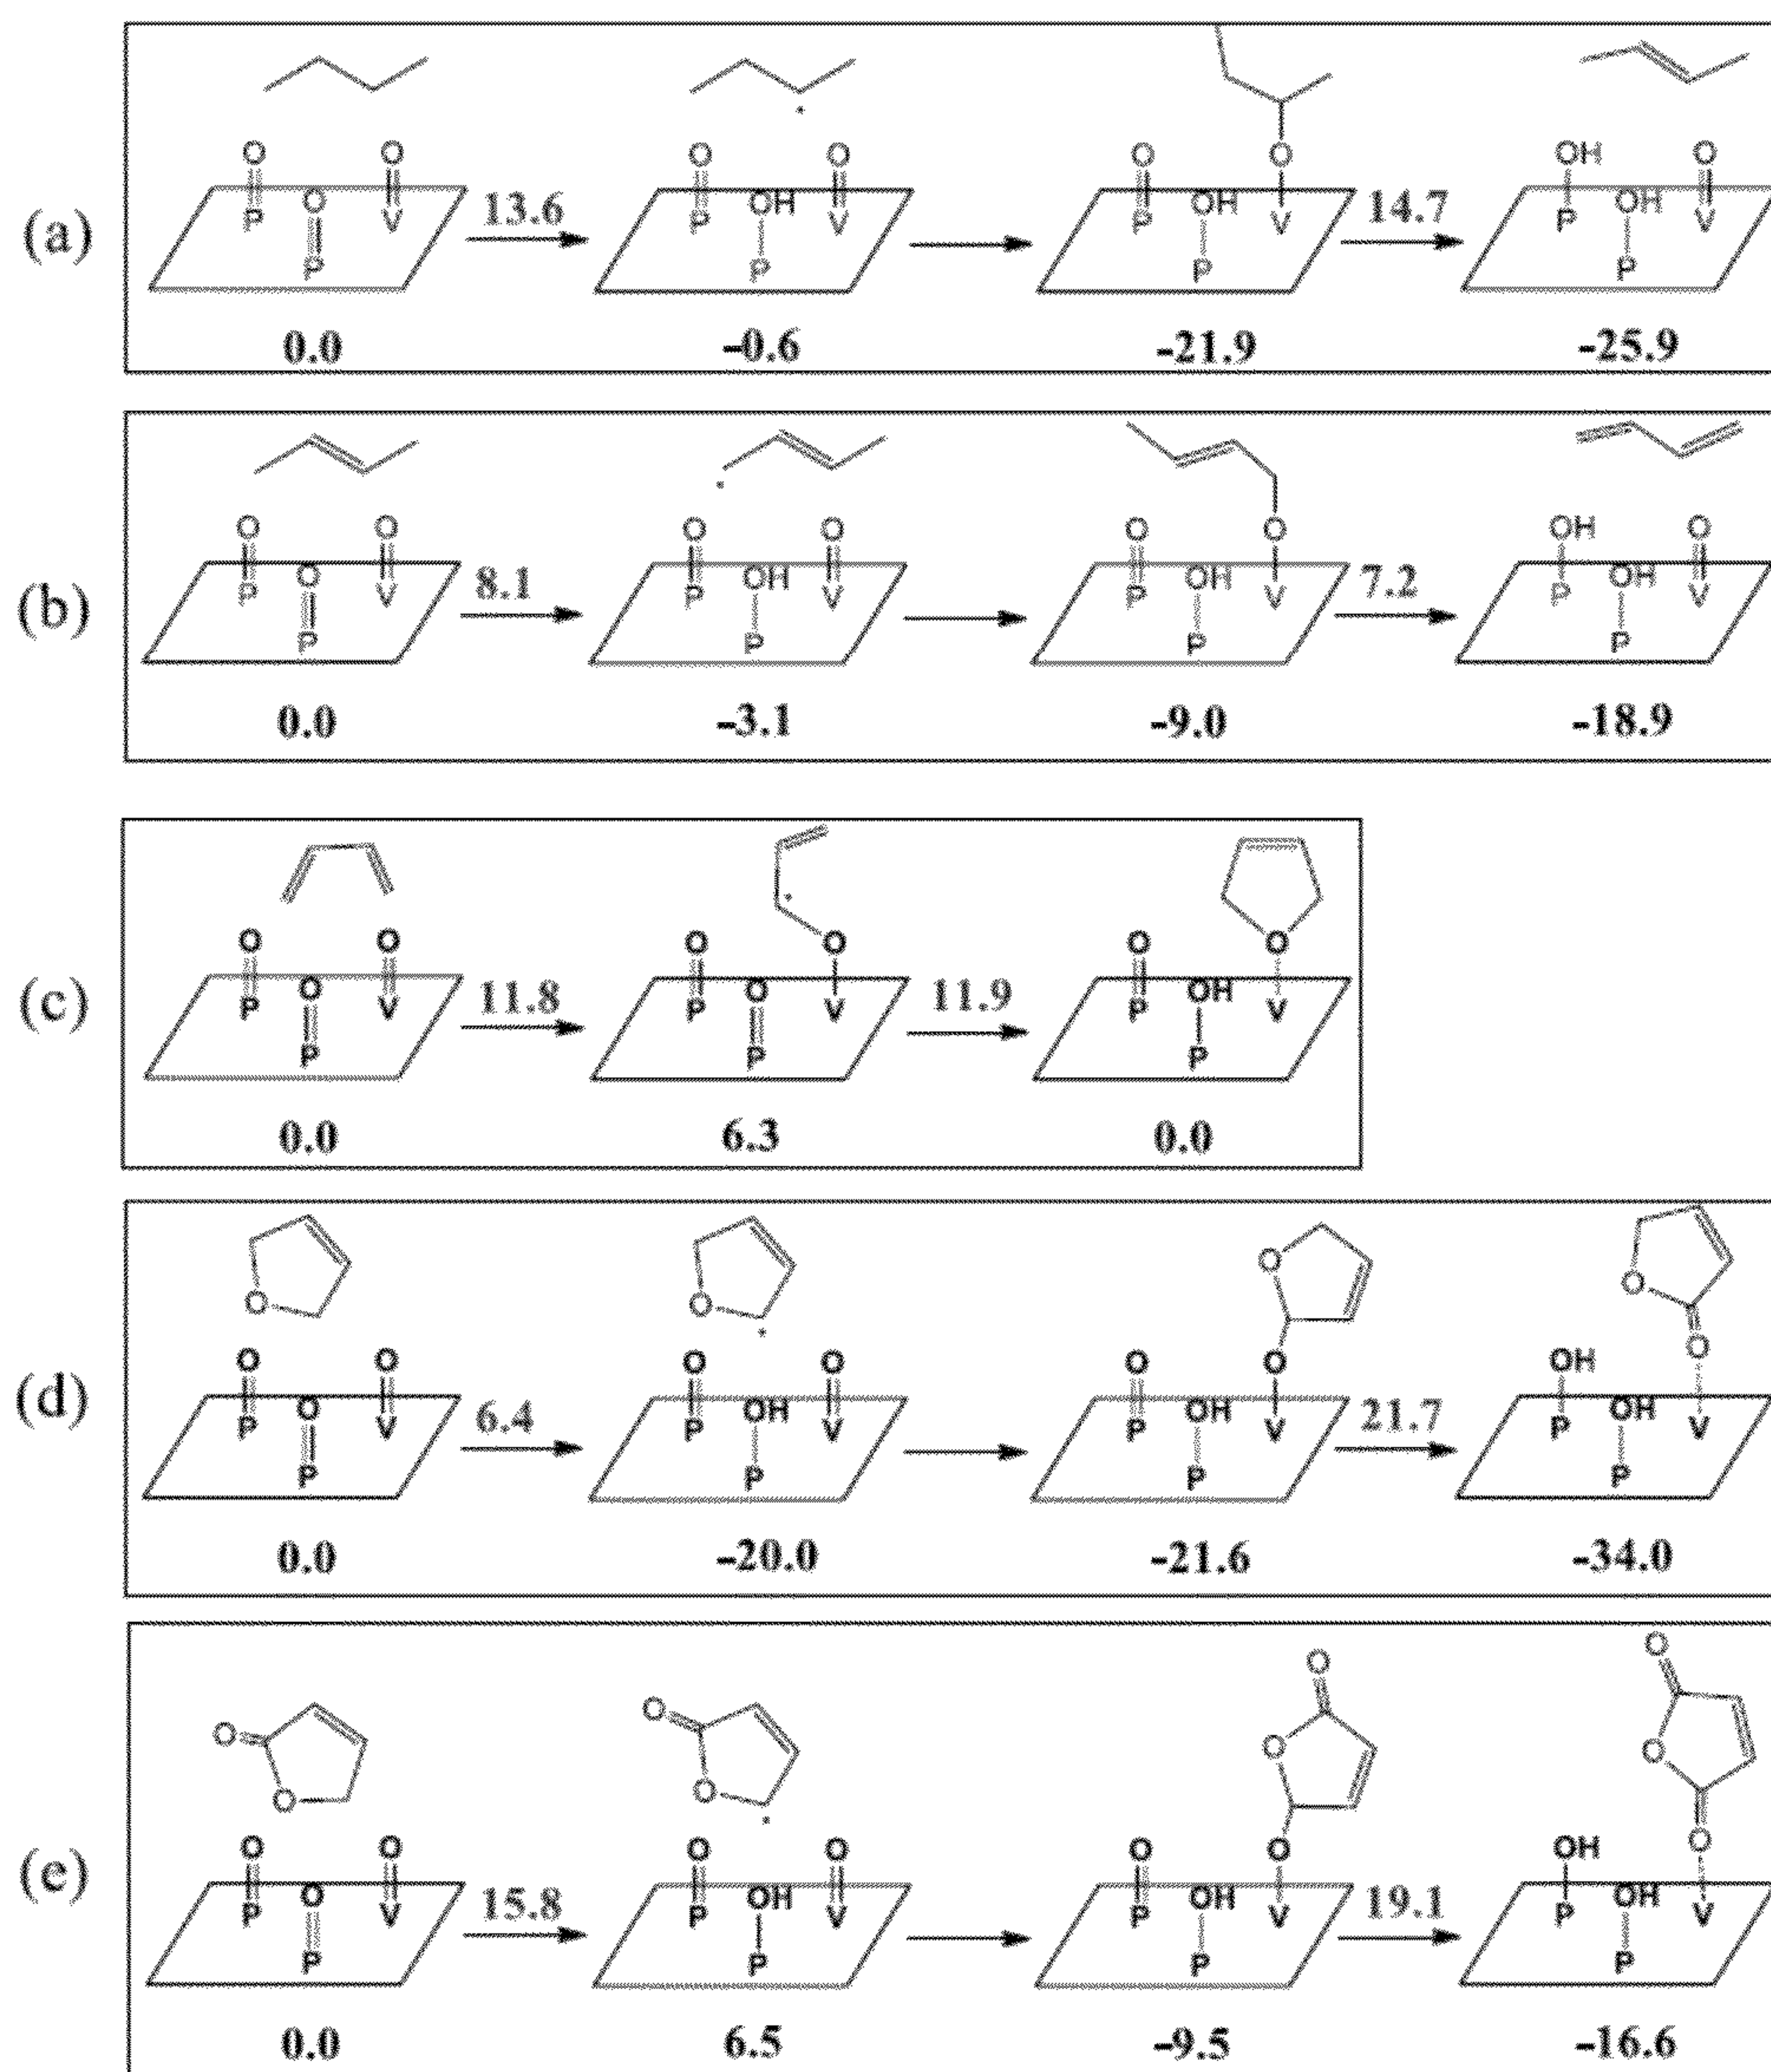 (a)
O O O O O O OH O
P O V P OH V P OH V P OH V
P P P P
13.6 14.7
0.0 -0.6 -21.9 -25.9
(b)
O O O O O O OH O
P O V P OH V P OH V P OH V
P P P P
8.1 7.2
0.0 -3.1 -9.0 -18.9
(c)
O O O O O O
P O V P O V P OH V
P P P
11.8 11.9
0.0 6.3 0.0
(d)
O O O O
O O O O O O OH O
P O V P OH V P OH V P OH V
P P P P
6.4 21.7
0.0 -20.0 -21.6 -34.0
(e)
O O O O
O O O O
O O O O O O OH O
P O V P OH V P OH V P OH V
P P P P
15.8 19.1
0.0 6.5 -9.5 -16.6